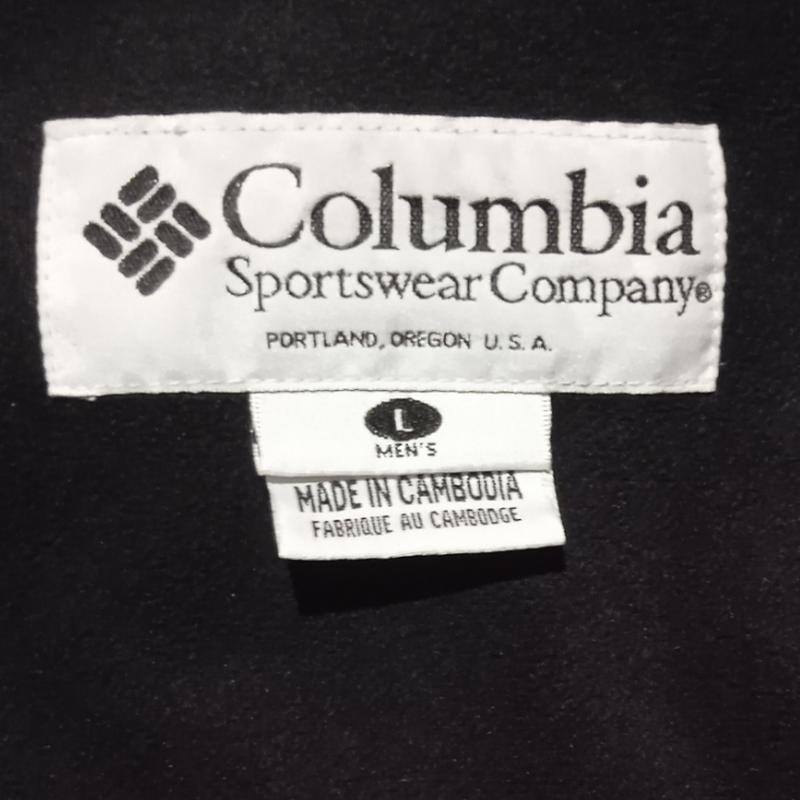 Columbia
Sportswear Company®
PORTLAND, OREGON U.S.A.
L
MEN'S
MADE IN CAMBODIA
FABRIQUE AU CAMBODGE